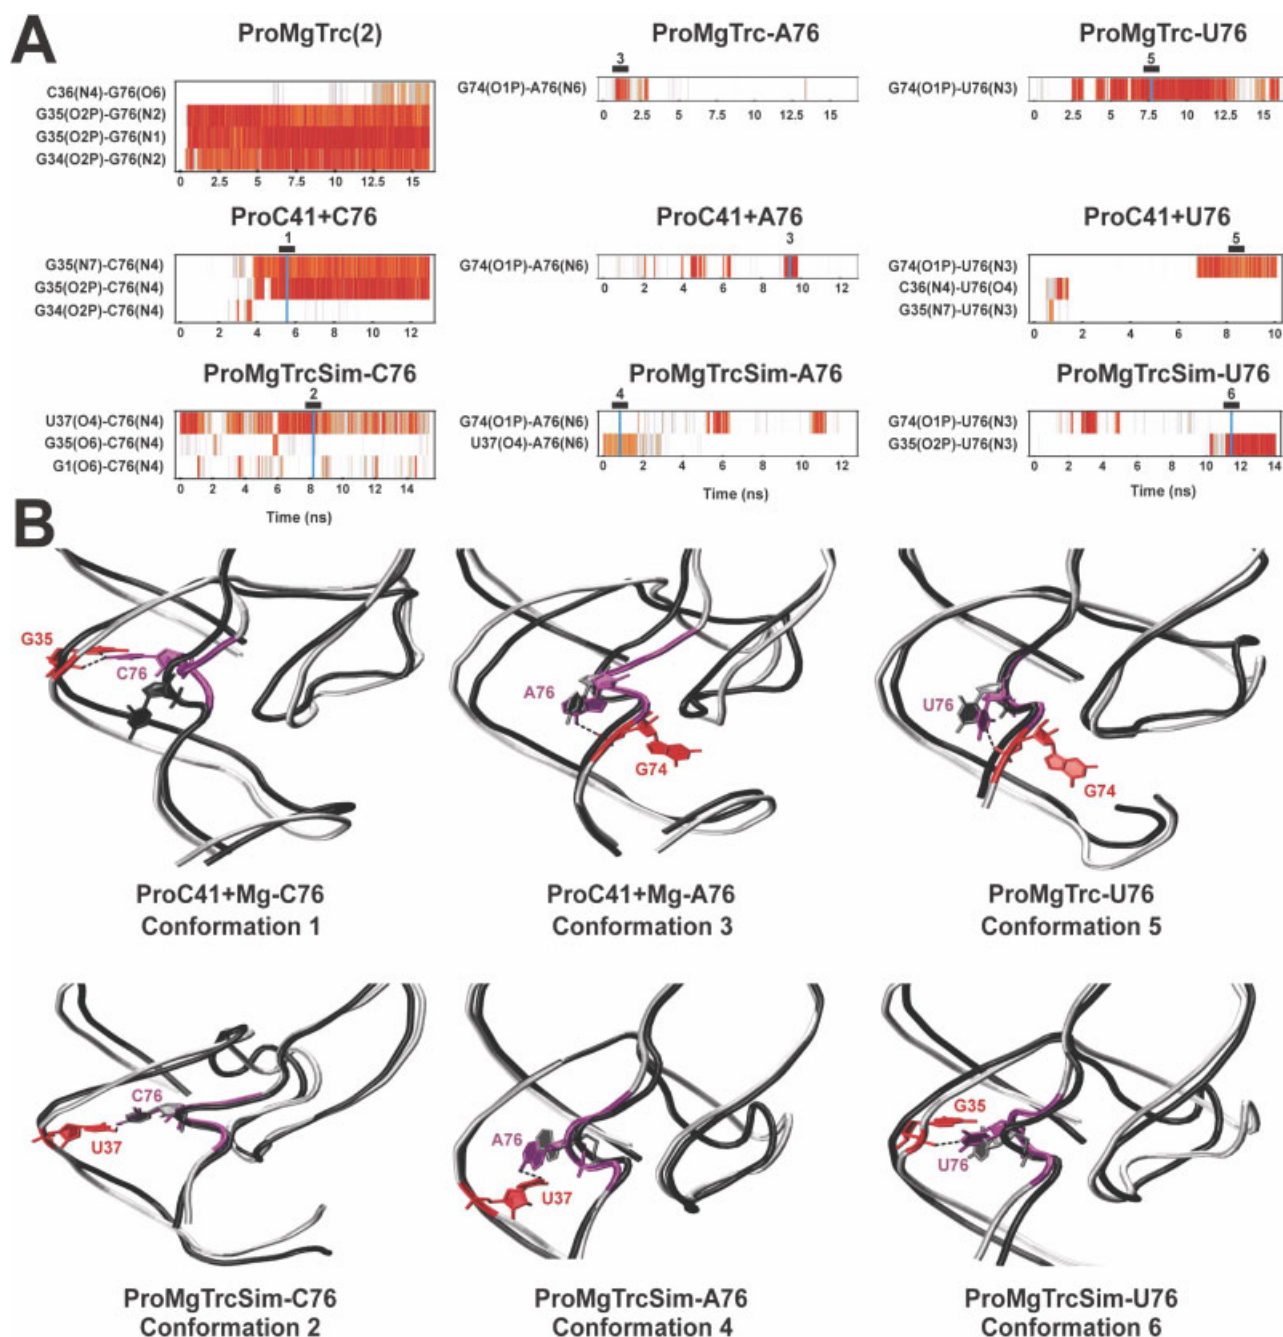 A
ProMgTrc(2)
C36(N4)-G76(O6)
G35(O2P)-G76(N2)
G35(O2P)-G76(N1)
G34(O2P)-G76(N2)
0 2.5 5 7.5 10 12.5 15
ProMgTrc-A76
3
G74(O1P)-A76(N6)
0 2.5 5 7.5 10 12.5 15
ProMgTrc-U76
5
G74(O1P)-U76(N3)
0 2.5 5 7.5 10 12.5 15
ProC41+C76
1
G35(N7)-C76(N4)
G35(O2P)-C76(N4)
G34(O2P)-C76(N4)
0 2 4 6 8 10 12
ProC41+A76
3
G74(O1P)-A76(N6)
0 2 4 6 8 10 12
ProC41+U76
5
G74(O1P)-U76(N3)
C36(N4)-U76(O4)
G35(N7)-U76(N3)
0 2 4 6 8 10
ProMgTrcSim-C76
2
U37(O4)-C76(N4)
G35(O6)-C76(N4)
G1(O6)-C76(N4)
0 2 4 6 8 10 12 14
Time (ns)
ProMgTrcSim-A76
4
G74(O1P)-A76(N6)
U37(O4)-A76(N6)
0 2 4 6 8 10 12
Time (ns)
ProMgTrcSim-U76
6
G74(O1P)-U76(N3)
G35(O2P)-U76(N3)
0 2 4 6 8 10 12 14
Time (ns)
B
G35
C76
ProC41+Mg-C76
Conformation 1
A76
G74
ProC41+Mg-A76
Conformation 3
U76
G74
ProMgTrc-U76
Conformation 5
C76
U37
ProMgTrcSim-C76
Conformation 2
A76
U37
ProMgTrcSim-A76
Conformation 4
G35
U76
ProMgTrcSim-U76
Conformation 6